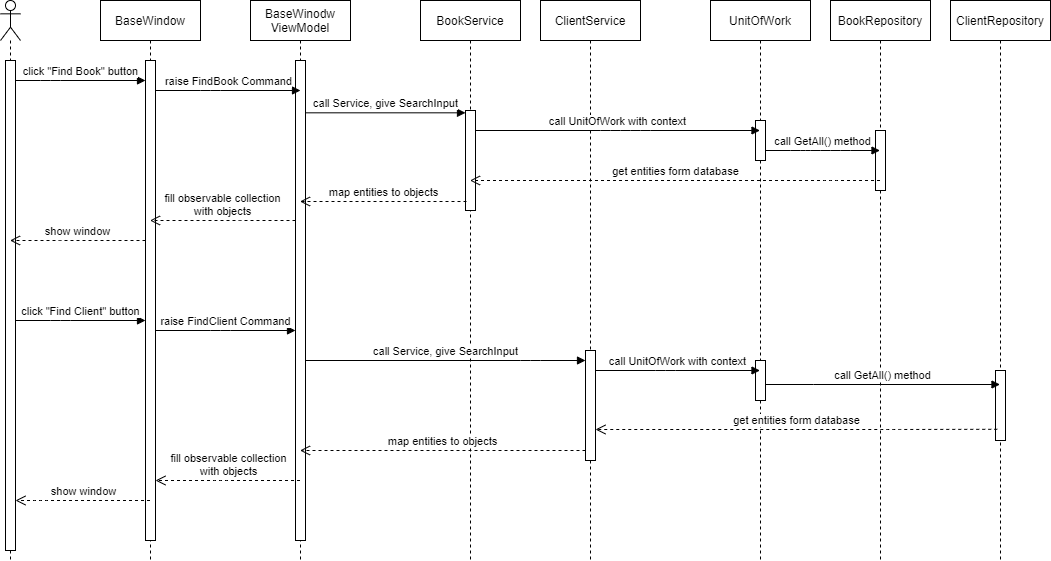 BaseWindow
BaseWinodw
ViewModel
BookService
ClientService
UnitOfWork
BookRepository
ClientRepository
click "Find Book" button
raise FindBook Command
call Service, give SearchInput
call UnitOfWork with context
call GetAll() method
get entities form database
map entities to objects
fill observable collection
with objects
show window
click "Find Client" button
raise FindClient Command
call Service, give SearchInput
call UnitOfWork with context
call GetAll() method
get entities form database
map entities to objects
fill observable collection
with objects
show window